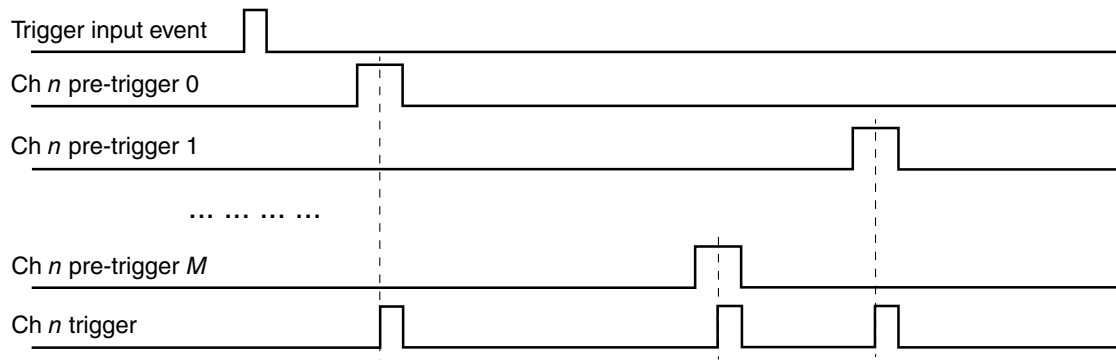 Trigger input event
Ch n pre-trigger 0
Ch n pre-trigger 1
... ... ... ...
Ch n pre-trigger M
Ch n trigger